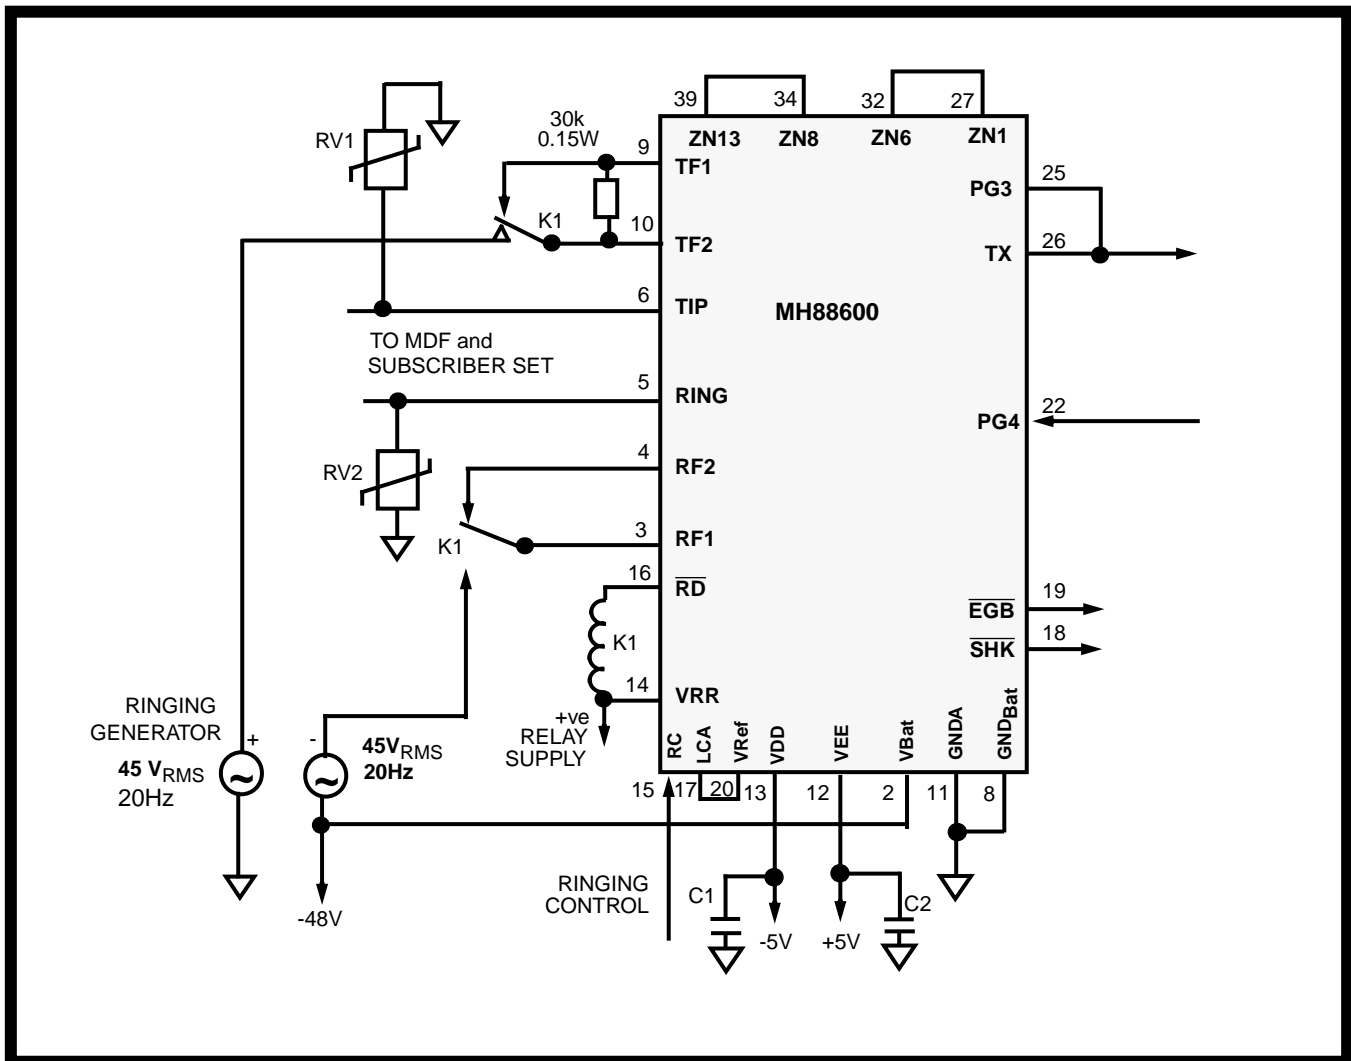 39
34
32
27
ZN13
ZN8
ZN6
ZN1
RV1
30k
0.15W
9
TF1
K1
10
TF2
6
TIP
TO MDF and
SUBSCRIBER SET
5
RING
4
RF2
RV2
K1
3
RF1
16
RD
K1
14
VRR
+ve
RELAY
SUPPLY
MH88600
PG3
25
TX
26
PG4
22
EGB
19
SHK
18
RINGING
GENERATOR
+
45 VRMS
20Hz
-
45VRMS
20Hz
-48V
RC
LCA
VRef
VDD
VEE
VBat
GNDA
GNDBat
15
17
20
13
12
2
11
8
RINGING
CONTROL
C1
-5V
+5V
C2